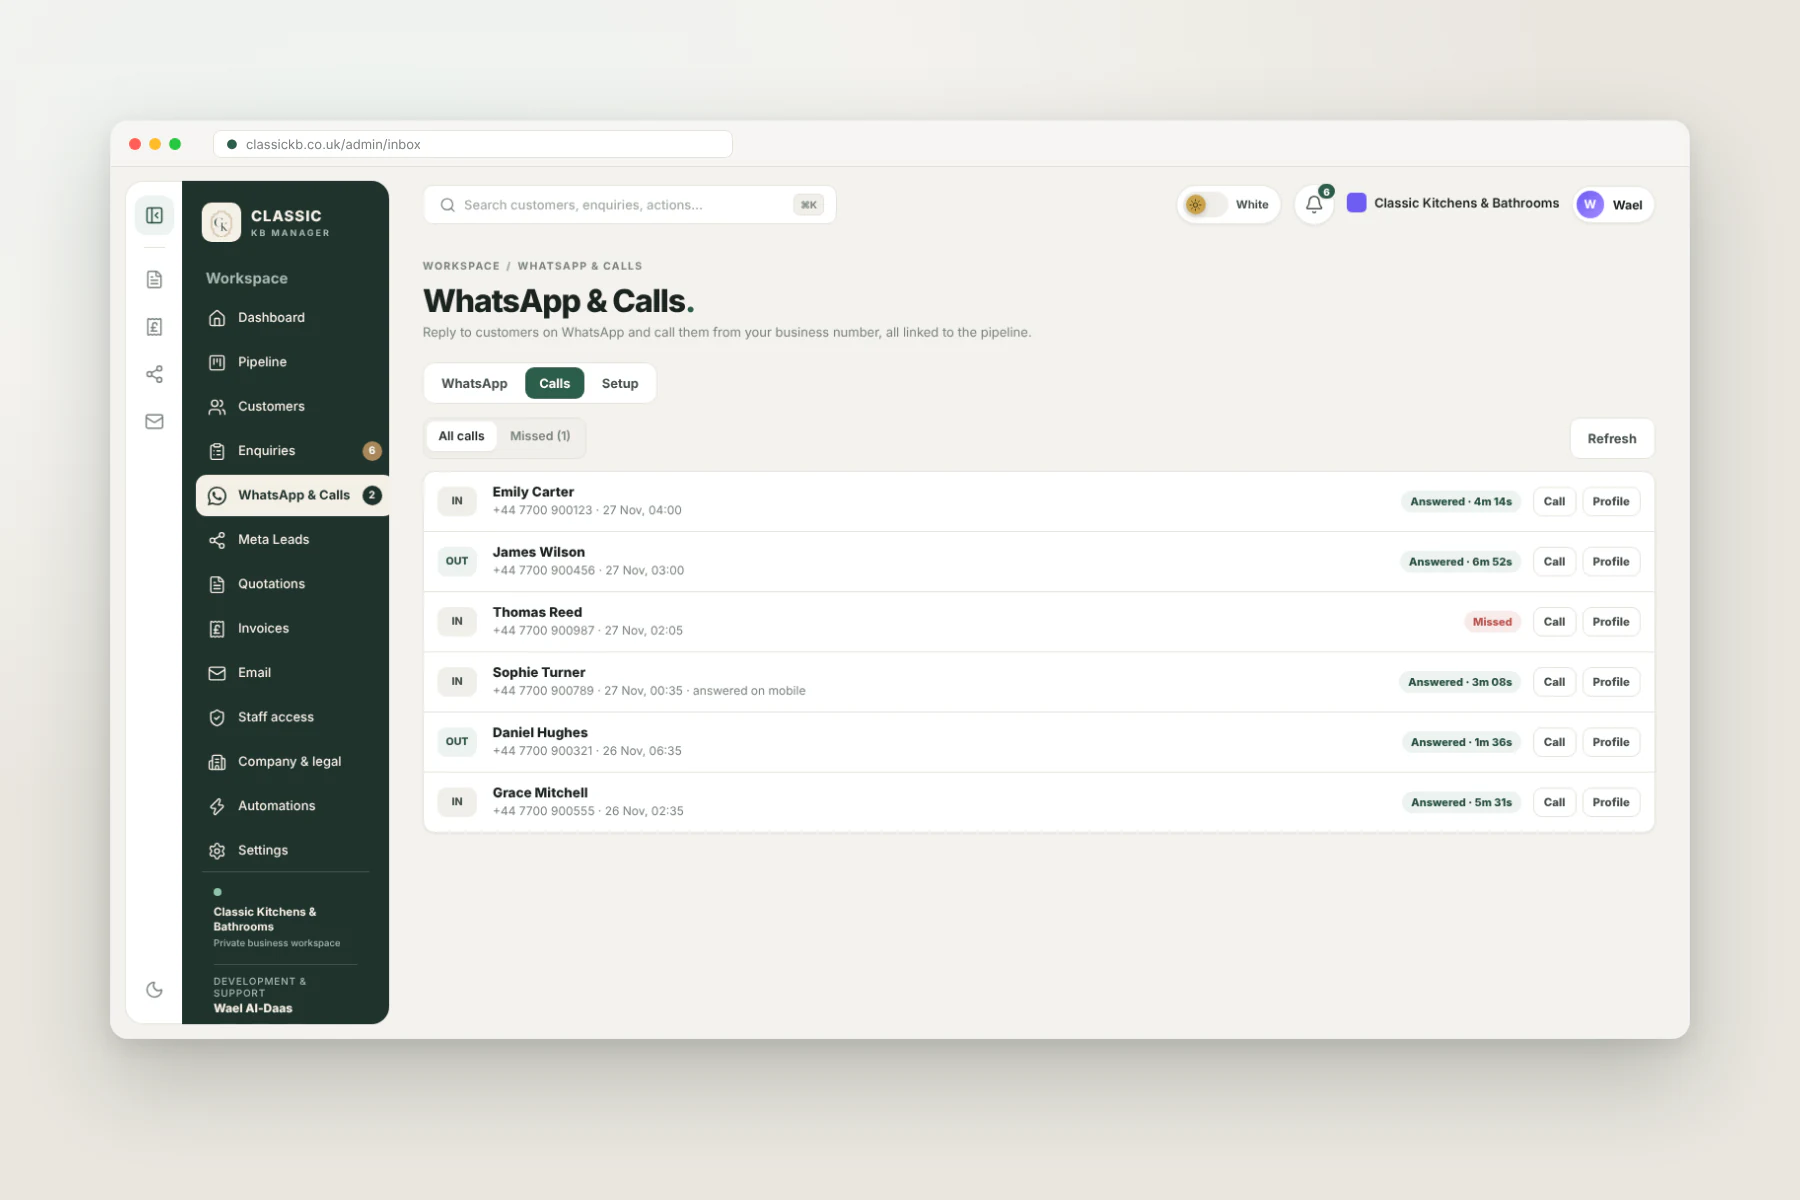 classickb.co.uk/admin/inbox
CLASSIC
KB MANAGER
Workspace
Dashboard
Pipeline
Customers
Enquiries 6
WhatsApp & Calls 2
Meta Leads
Quotations
Invoices
Email
Staff access
Company & legal
Automations
Settings
Classic Kitchens &
Bathrooms
Private business workspace
DEVELOPMENT &
SUPPORT
Wael Al-Daas
Search customers, enquiries, actions... ⌘K
White
6
Classic Kitchens & Bathrooms
W Wael
WORKSPACE / WHATSAPP & CALLS
WhatsApp & Calls.
Reply to customers on WhatsApp and call them from your business number, all linked to the pipeline.
WhatsApp Calls Setup
All calls Missed (1)
Refresh
IN Emily Carter
+44 7700 900123 · 27 Nov, 04:00
Answered · 4m 14s Call Profile
OUT James Wilson
+44 7700 900456 · 27 Nov, 03:00
Answered · 6m 52s Call Profile
IN Thomas Reed
+44 7700 900987 · 27 Nov, 02:05
Missed Call Profile
IN Sophie Turner
+44 7700 900789 · 27 Nov, 00:35 · answered on mobile
Answered · 3m 08s Call Profile
OUT Daniel Hughes
+44 7700 900321 · 26 Nov, 06:35
Answered · 1m 36s Call Profile
IN Grace Mitchell
+44 7700 900555 · 26 Nov, 02:35
Answered · 5m 31s Call Profile